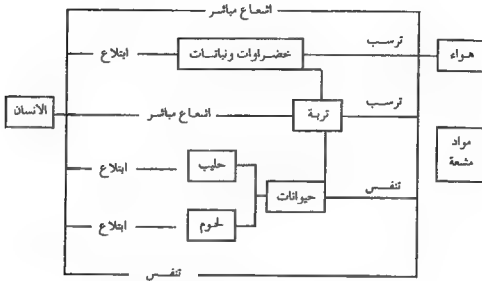 اشعاع مباشر
هواء
ترسب
خضراوات ونباتات
ابتلاع
ترسب
تربة
اشعاع مباشر
الانسان
مواد
مشعة
حليب
ابتلاع
تنفس
حيوانات
لحوم
ابتلاع
تنفس